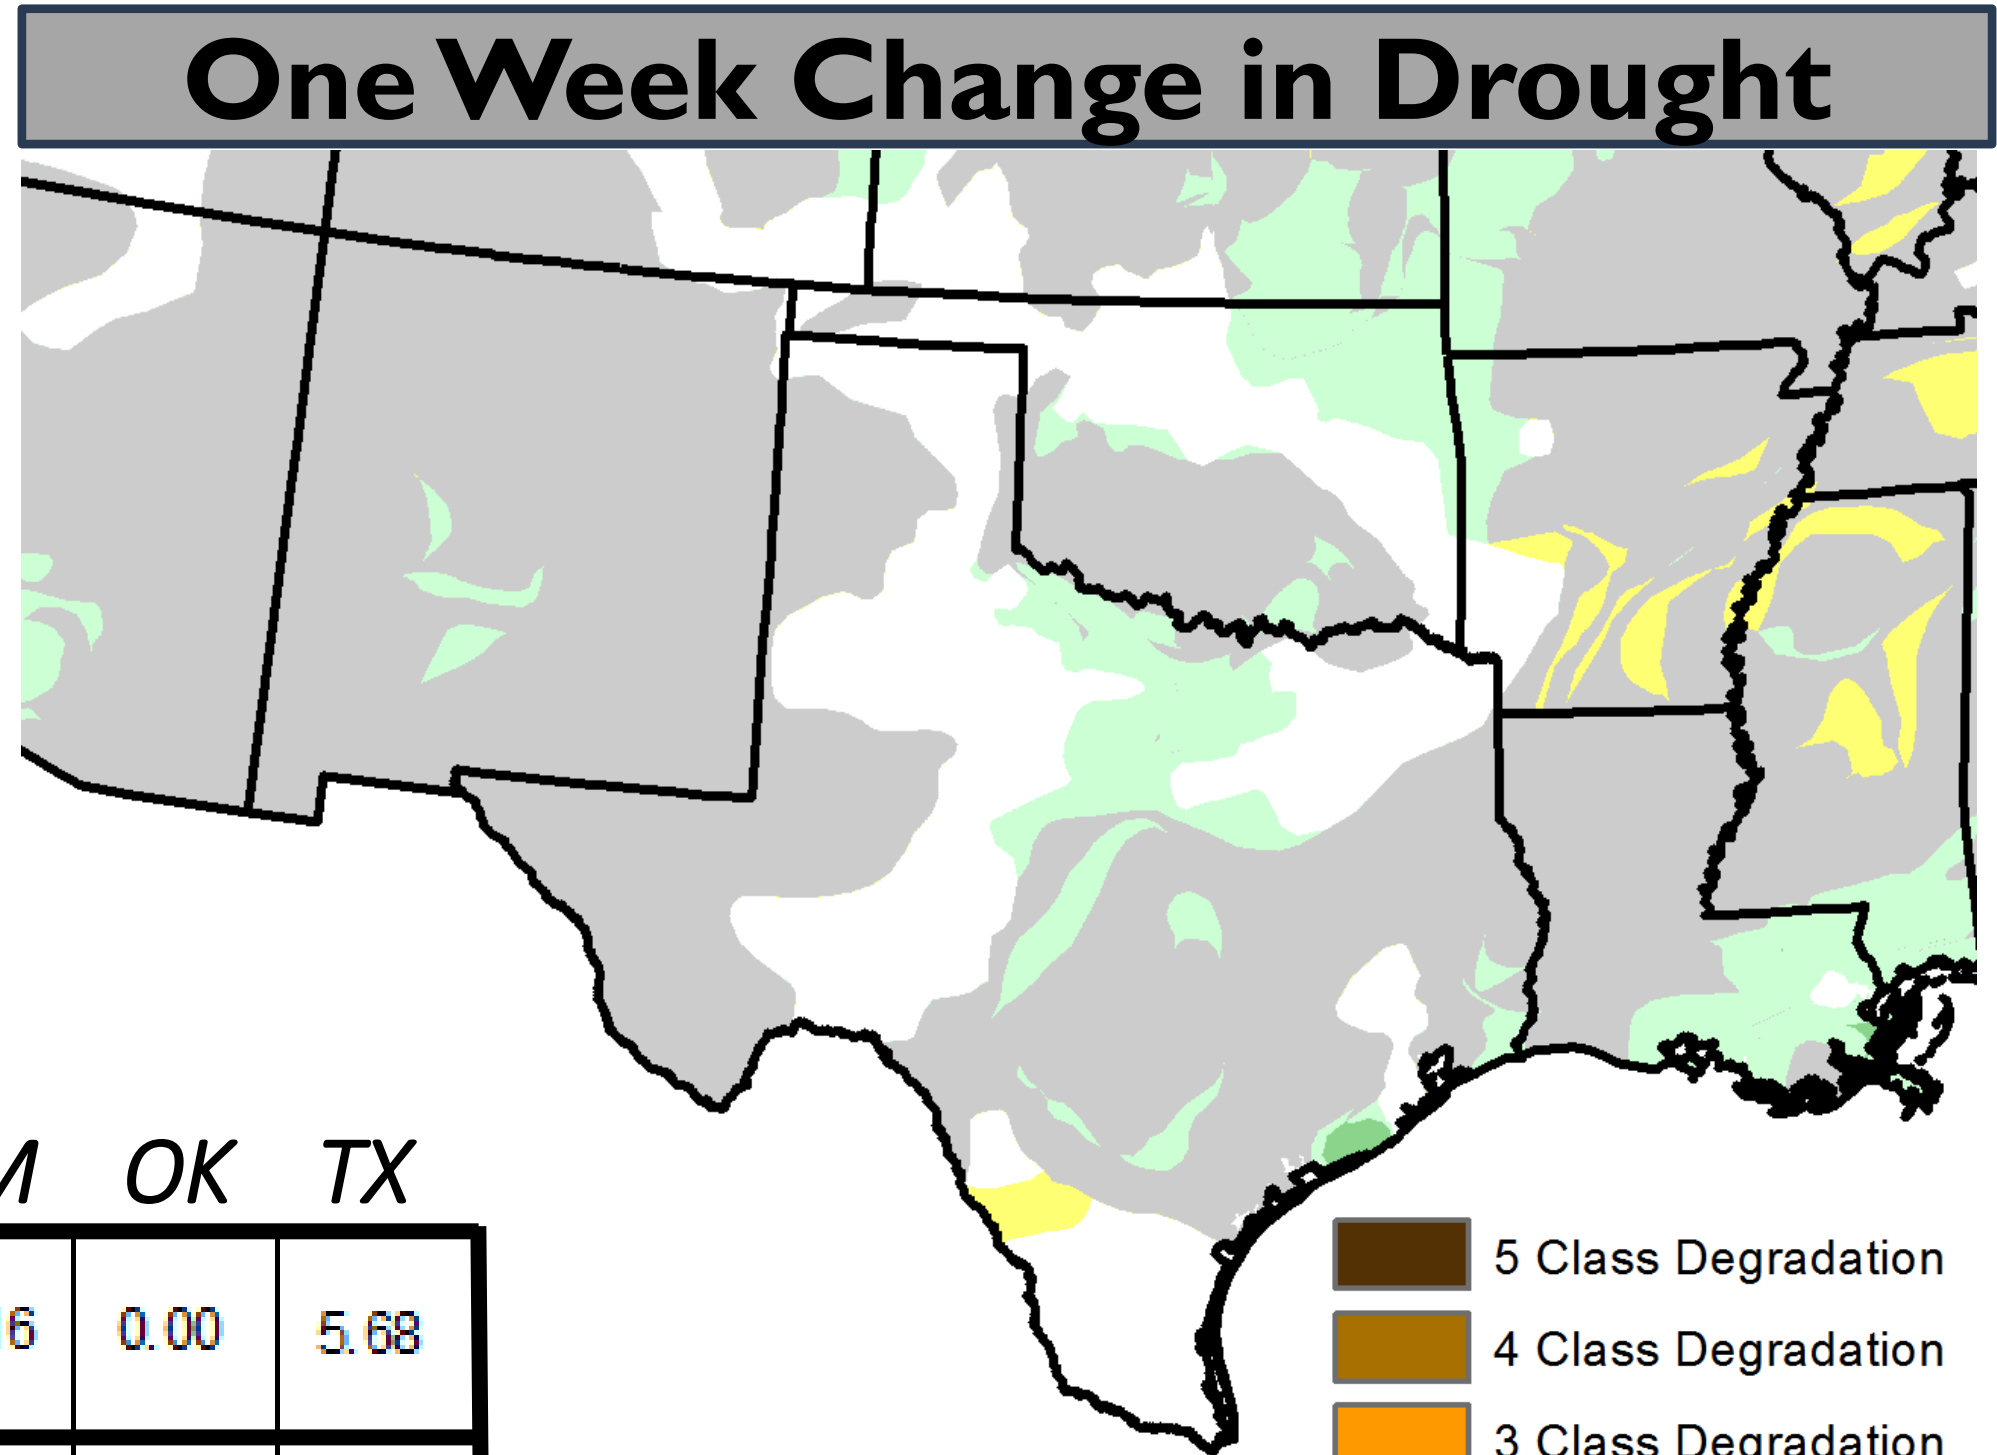 One Week Change in Drought
M OK TX
6 0.00 5.68
5 Class Degradation
4 Class Degradation
3 Class Degradation